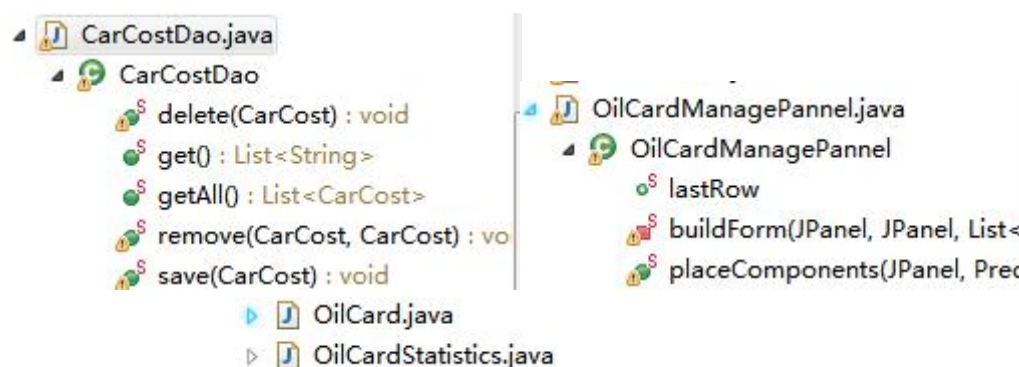 CarCostDao.java
CarCostDao
S delete(CarCost) : void
S get() : List<String>
S getAll() : List<CarCost>
S remove(CarCost, CarCost) : vo
S save(CarCost) : void
OilCardManagePannel.java
OilCardManagePannel
S lastRow
S buildForm(JPanel, JPanel, List<
S placeComponents(JPanel, Pred
OilCard.java
OilCardStatistics.java